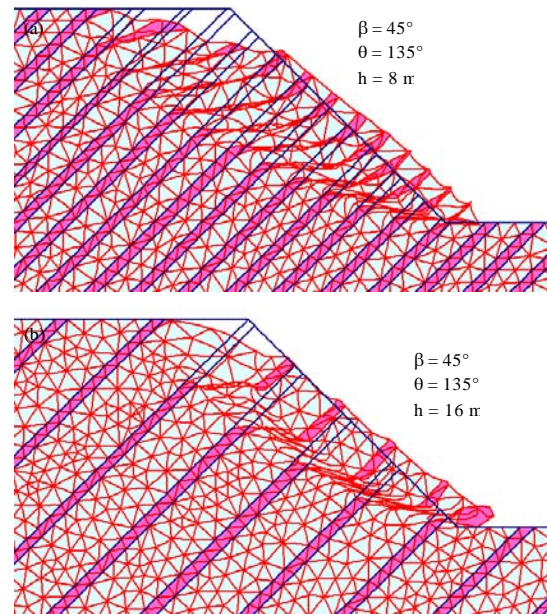 (a)
β = 45°
θ = 135°
h = 8 m
(b)
β = 45°
θ = 135°
h = 16 m